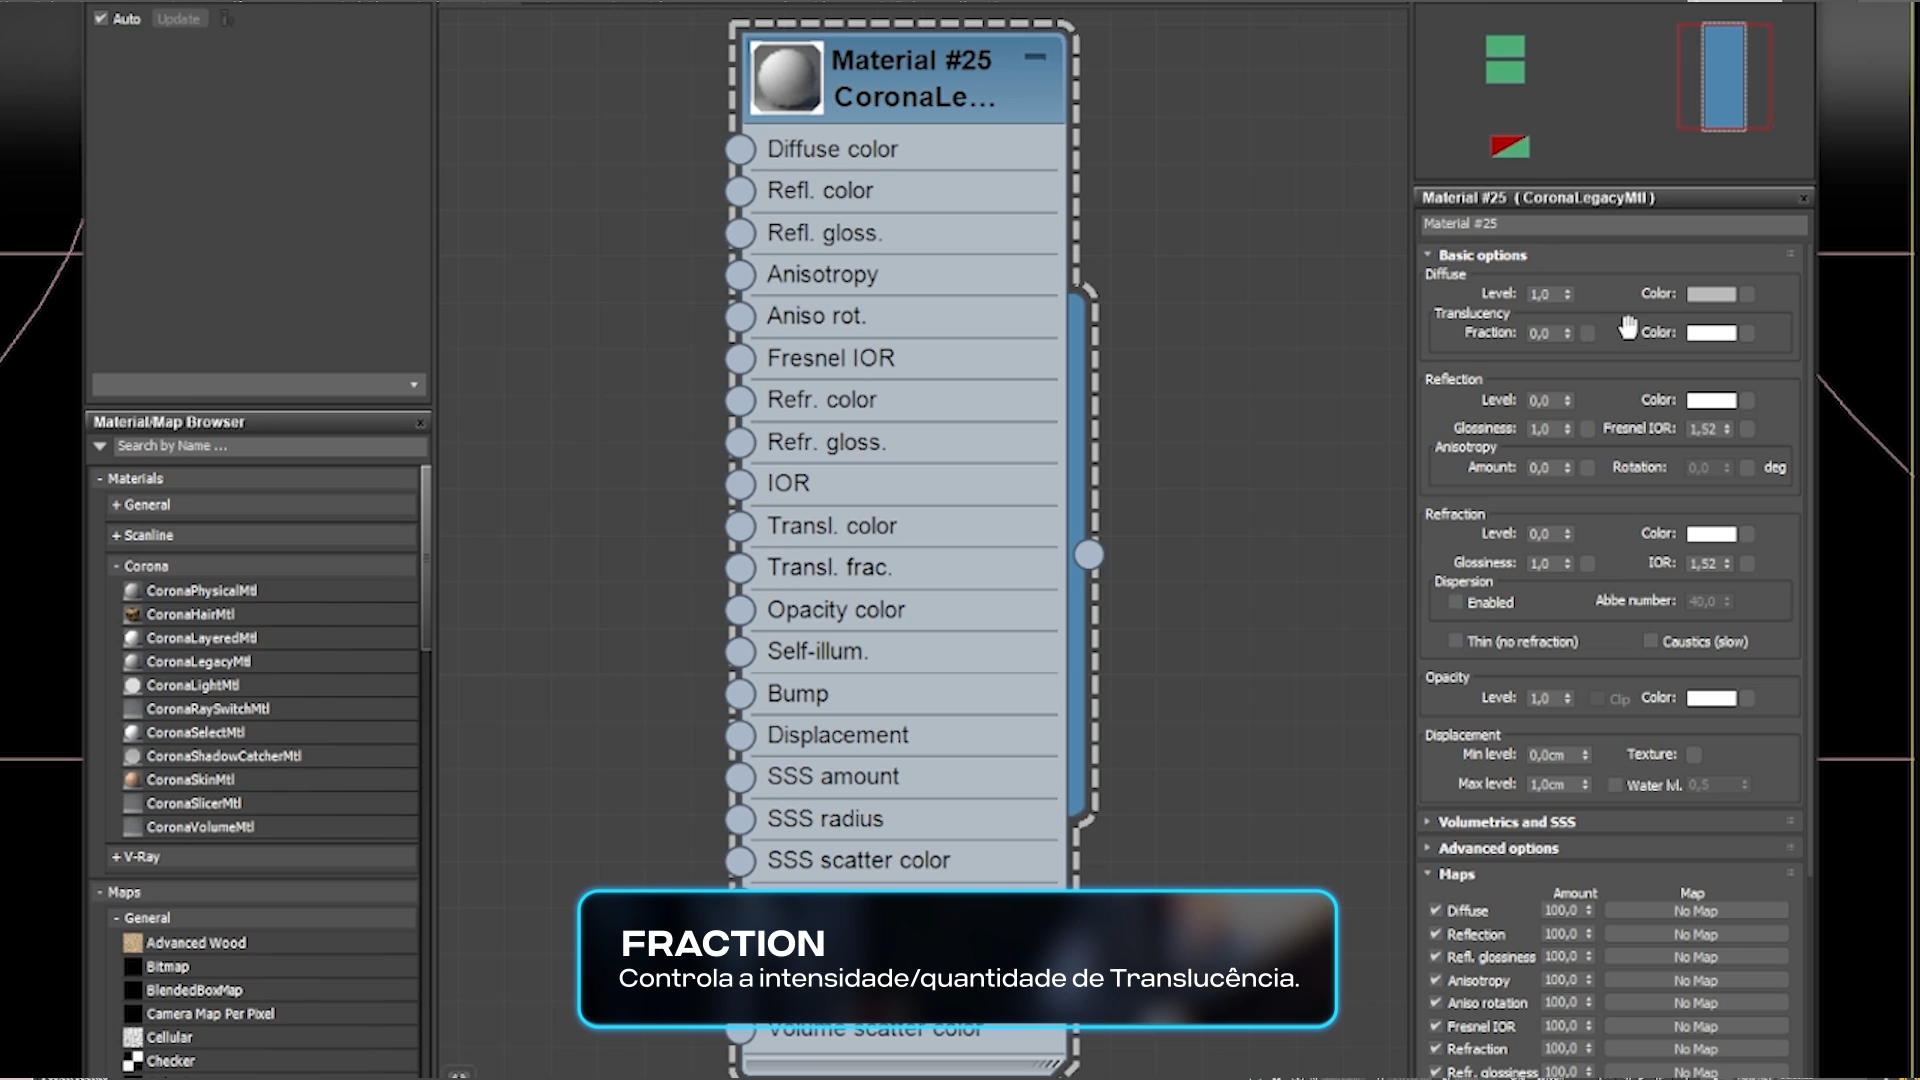 Auto
Update
Material/Map Browser
Search by Name ...
- Materials
+ General
+ Scanline
- Corona
CoronaPhysicalMtl
CoronaHairMtl
CoronaLayeredMtl
CoronaLegacyMtl
CoronaLightMtl
CoronaRaySwitchMtl
CoronaSelectMtl
CoronaShadowCatcherMtl
CoronaSkinMtl
CoronaSlicerMtl
CoronaVolumeMtl
+ V-Ray
- Maps
- General
Advanced Wood
Bitmap
BlendedBoxMap
Camera Map Per Pixel
Cellular
Checker
Material #25
CoronaLe...
Diffuse color
Refl. color
Refl. gloss.
Anisotropy
Aniso rot.
Fresnel IOR
Refr. color
Refr. gloss.
IOR
Transl. color
Transl. frac.
Opacity color
Self-illum.
Bump
Displacement
SSS amount
SSS radius
SSS scatter color
FRACTION
Controla a intensidade/quantidade de Translucência.
Volume scatter color
Material #25 ( CoronaLegacyMtl )
Material #25
Basic options
Diffuse
Level: 1,0 Color:
Translucency
Fraction: 0,0 Color:
Reflection
Level: 0,0 Color:
Glossiness: 1,0 Fresnel IOR: 1,52
Anisotropy
Amount: 0,0 Rotation: 0,0 deg
Refraction
Level: 0,0 Color:
Glossiness: 1,0 IOR: 1,52
Dispersion
Enabled Abbe number: 40,0
Thin (no refraction) Caustics (slow)
Opacity
Level: 1,0 Clip Color:
Displacement
Min level: 0,0cm Texture:
Max level: 1,0cm Water lvl. 0,5
Volumetrics and SSS
Advanced options
Maps
Amount Map
Diffuse 100,0 No Map
Reflection 100,0 No Map
Refl. glossiness 100,0 No Map
Anisotropy 100,0 No Map
Aniso rotation 100,0 No Map
Fresnel IOR 100,0 No Map
Refraction 100,0 No Map
Refr. glossiness 100,0 No Map